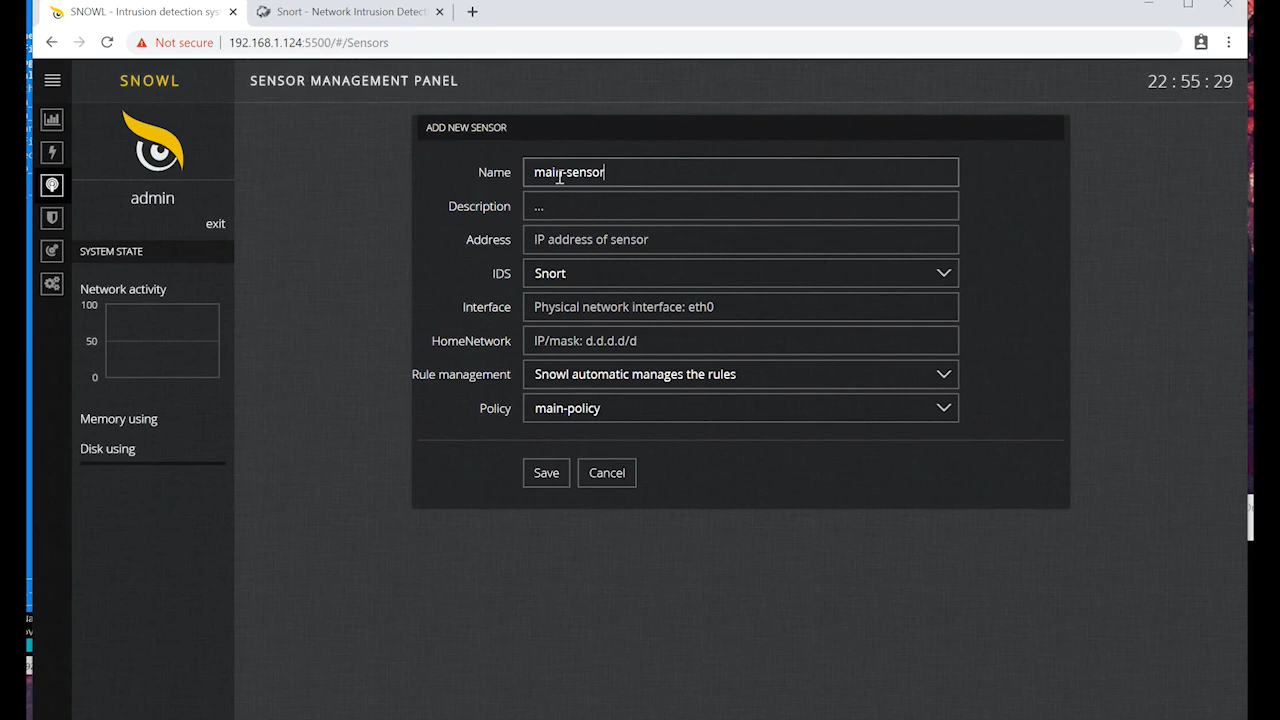 SNOWL - Intrusion detection sys
Snort - Network Intrusion Detect
Not secure
192.168.1.124:5500/#/Sensors
SNOWL
SENSOR MANAGEMENT PANEL
22 : 55 : 29
ADD NEW SENSOR
Name
main-sensor
admin
exit
Description
...
Address
IP address of sensor
SYSTEM STATE
IDS
Snort
Network activity
100
50
0
Interface
Physical network interface: eth0
HomeNetwork
IP/mask: d.d.d.d/d
Rule management
Snowl automatic manages the rules
Policy
main-policy
Memory using
Disk using
Save
Cancel